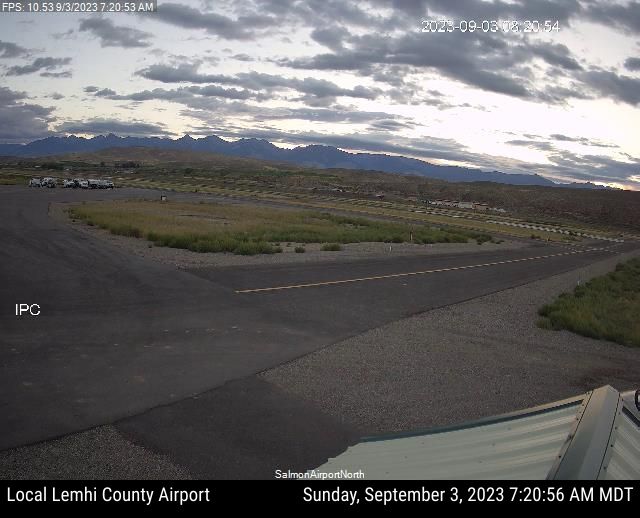 FPS: 10.53 9/3/2023 7:20:53 AM
2023-09-03 08:20:54
IPC
SalmonAirportNorth
Local Lemhi County Airport Sunday, September 3, 2023 7:20:56 AM MDT